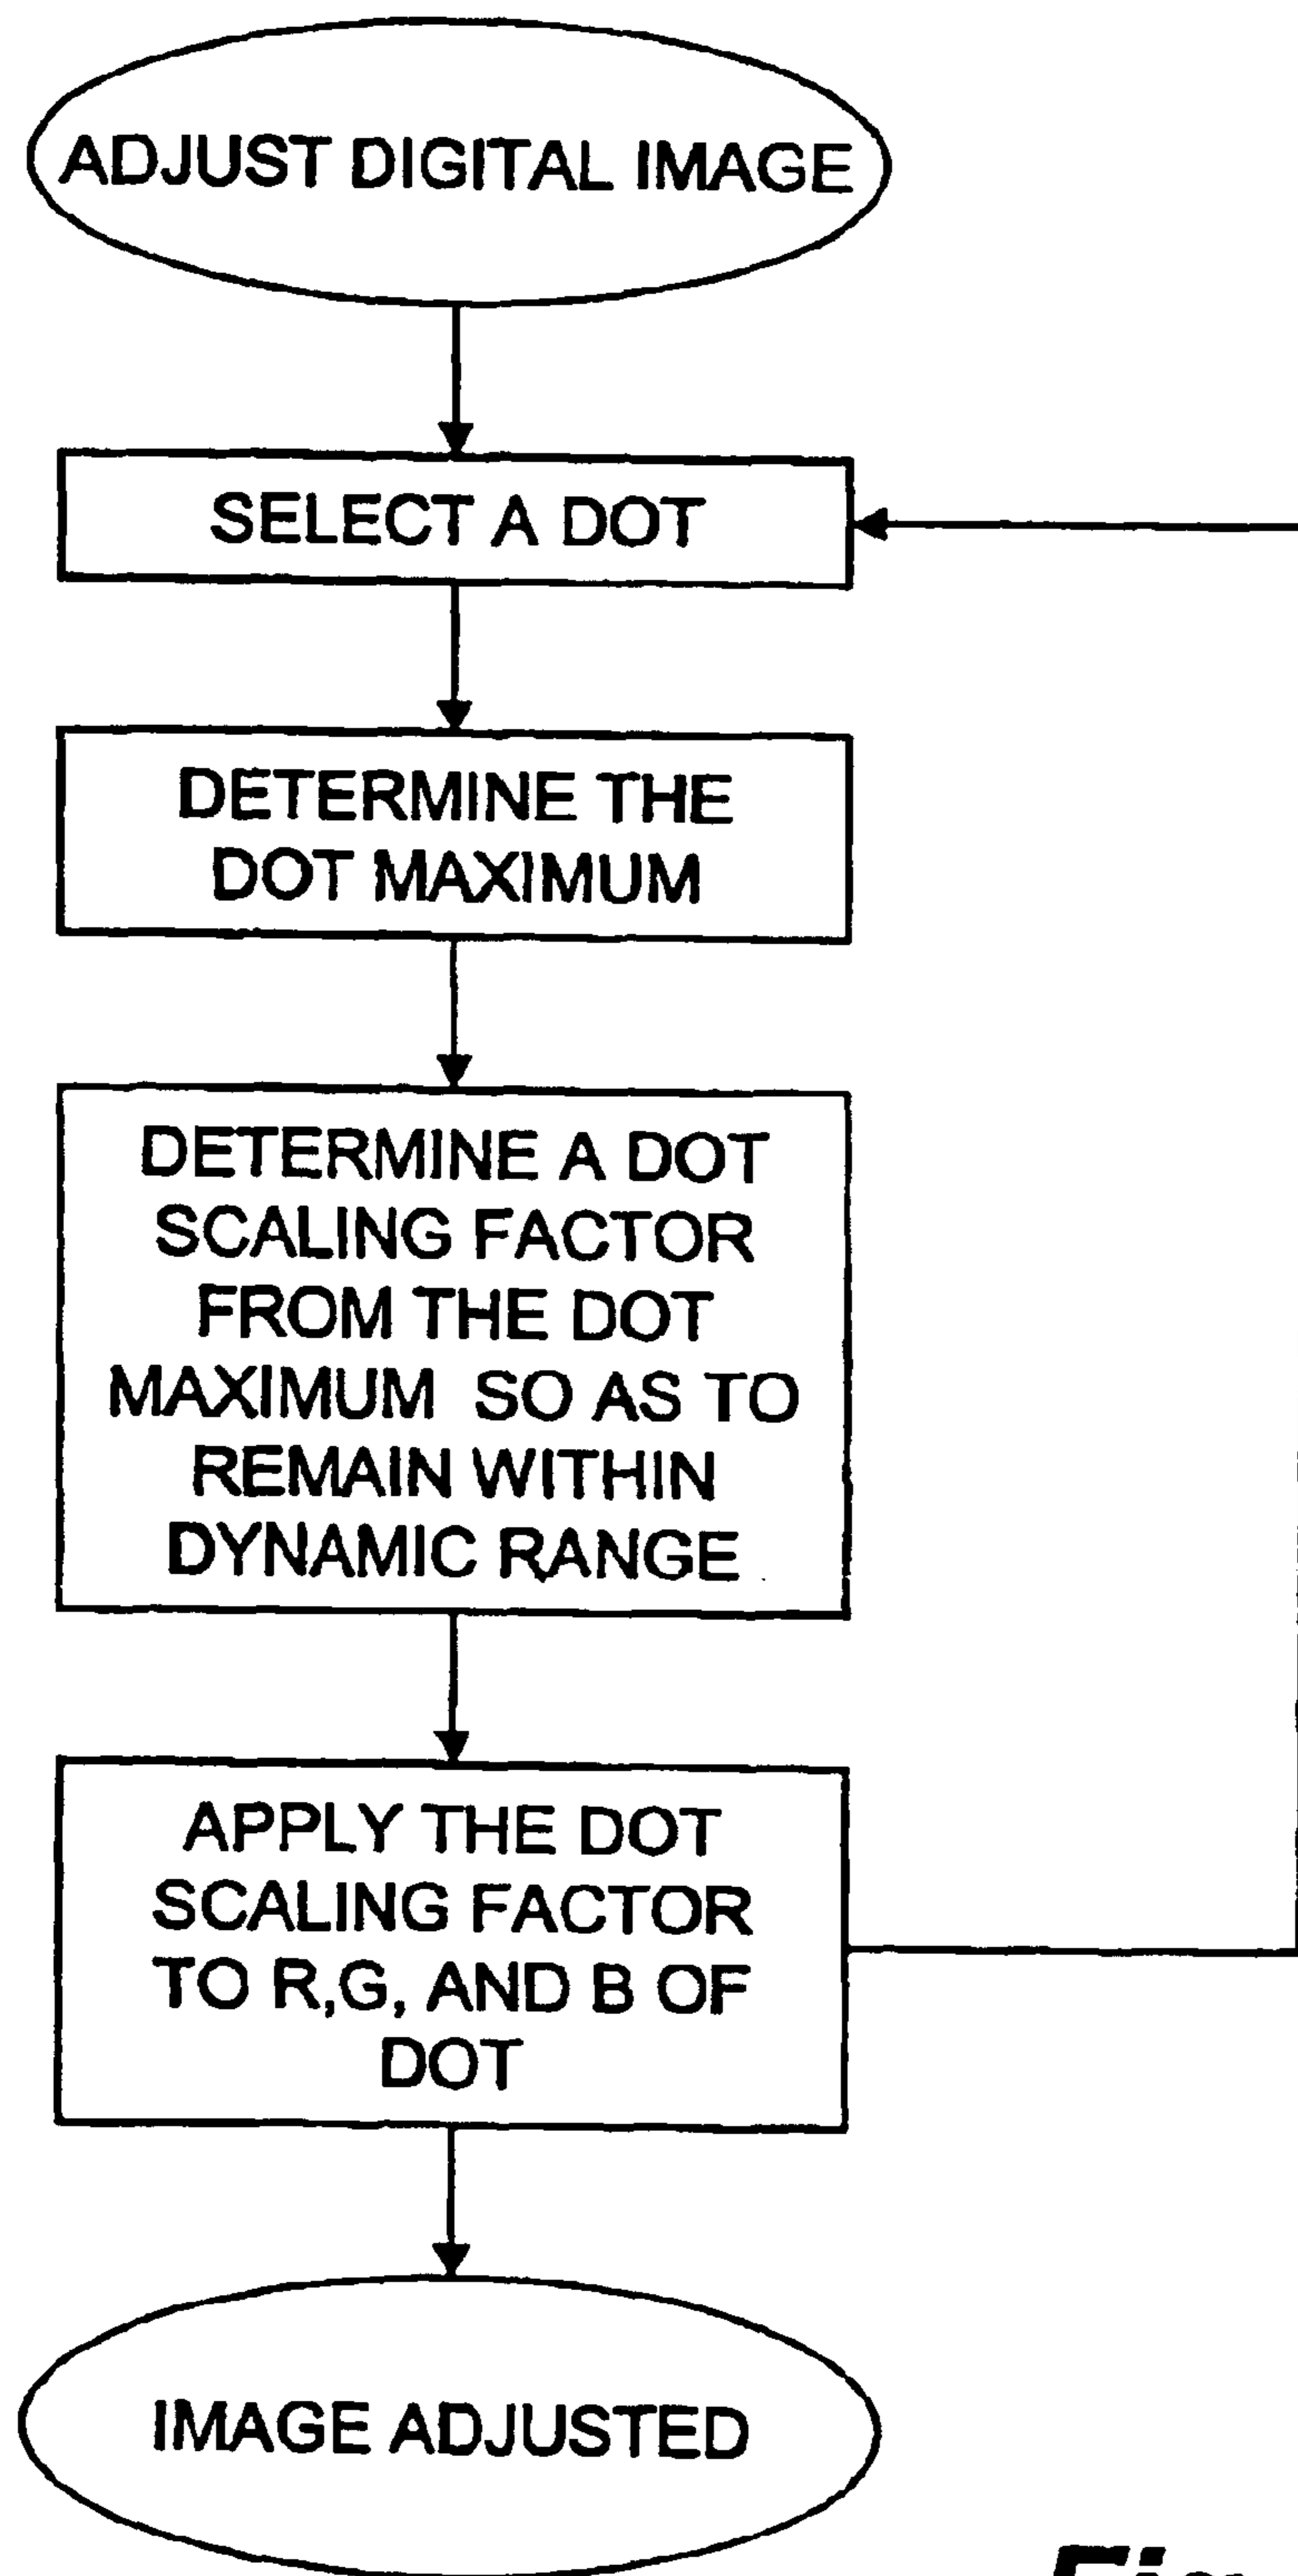 ADJUST DIGITAL IMAGE
SELECT A DOT
DETERMINE THE
DOT MAXIMUM
DETERMINE A DOT
SCALING FACTOR
FROM THE DOT
MAXIMUM SO AS TO
REMAIN WITHIN
DYNAMIC RANGE
APPLY THE DOT
SCALING FACTOR
TO R,G, AND B OF
DOT
IMAGE ADJUSTED